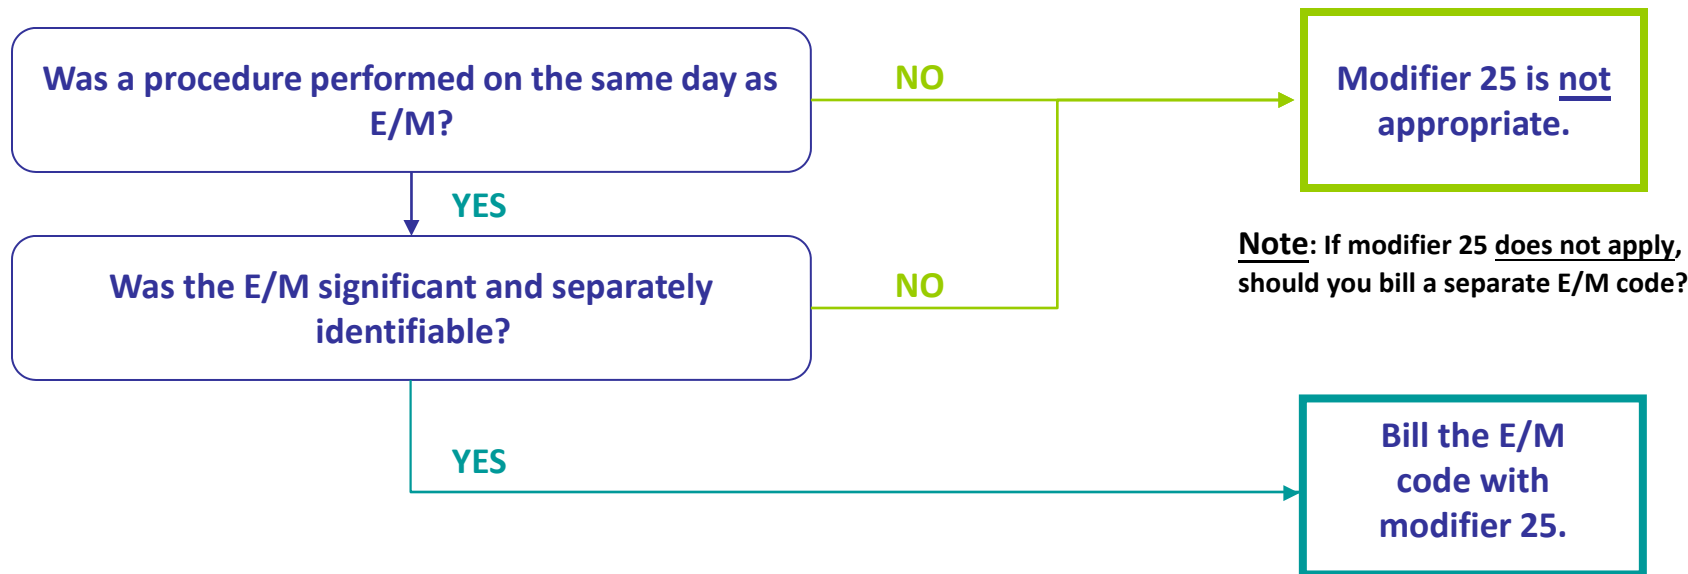 Was a procedure performed on the same day as
E/M?
NO
Modifier 25 is not
appropriate.
YES
Note: If modifier 25 does not apply,
should you bill a separate E/M code?
Was the E/M significant and separately
identifiable?
NO
YES
Bill the E/M
code with
modifier 25.